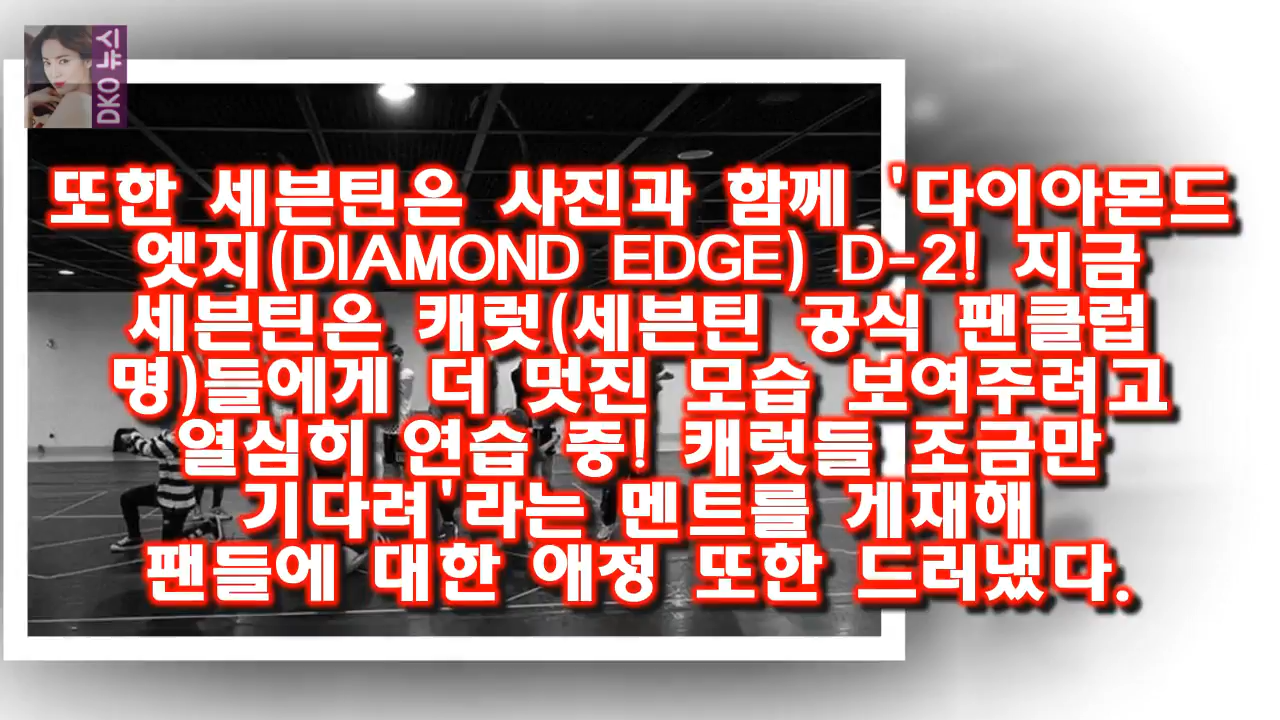 DKO 뉴스
또한 세븐틴은 사진과 함께 '다이아몬드
엣지(DIAMOND EDGE) D-2! 지금
세븐틴은 캐럿(세븐틴 공식 팬클럽
명)들에게 더 멋진 모습 보여주려고
열심히 연습 중! 캐럿들 조금만
기다려'라는 멘트를 게재해
팬들에 대한 애정 또한 드러냈다.